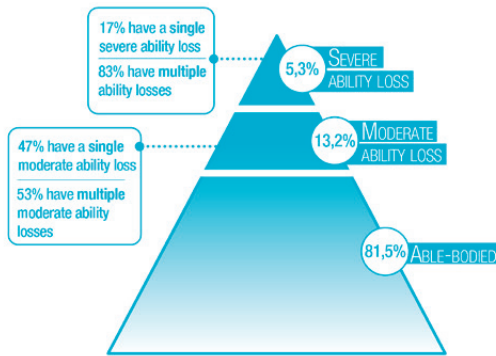 17% have a single
severe ability loss
83% have multiple
ability losses
5,3%
SEVERE
ABILITY LOSS
47% have a single
moderate ability loss
53% have multiple
moderate ability
losses
13,2%
MODERATE
ABILITY LOSS
81,5%
ABLE-BODIED